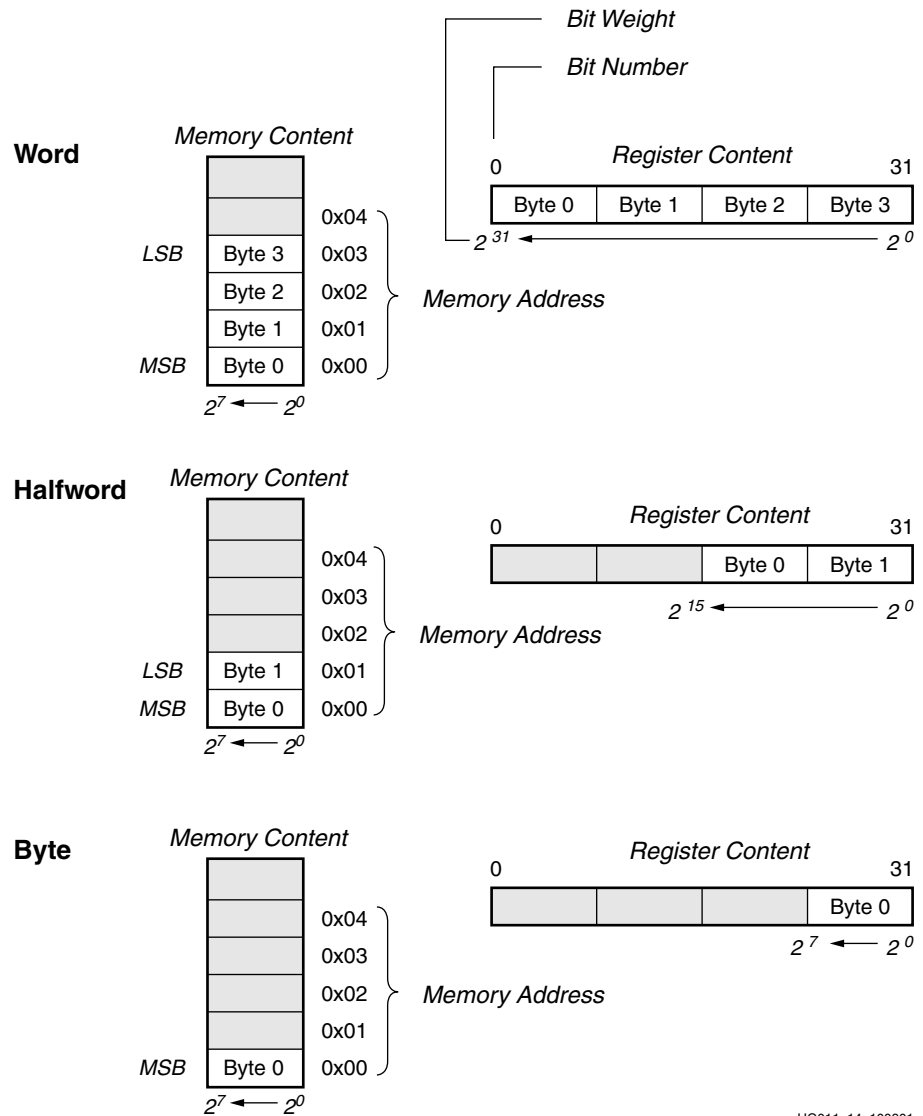 Bit Weight
Bit Number
Word
Memory Content
0 Register Content 31
Byte 0 Byte 1 Byte 2 Byte 3
2^31 2^0
0x04
LSB Byte 3 0x03
Byte 2 0x02
Byte 1 0x01
MSB Byte 0 0x00
Memory Address
2^7 2^0
Halfword
Memory Content
0 Register Content 31
Byte 0 Byte 1
2^15 2^0
0x04
0x03
0x02
LSB Byte 1 0x01
MSB Byte 0 0x00
Memory Address
2^7 2^0
Byte
Memory Content
0 Register Content 31
Byte 0
2^7 2^0
0x04
0x03
0x02
0x01
MSB Byte 0 0x00
Memory Address
2^7 2^0